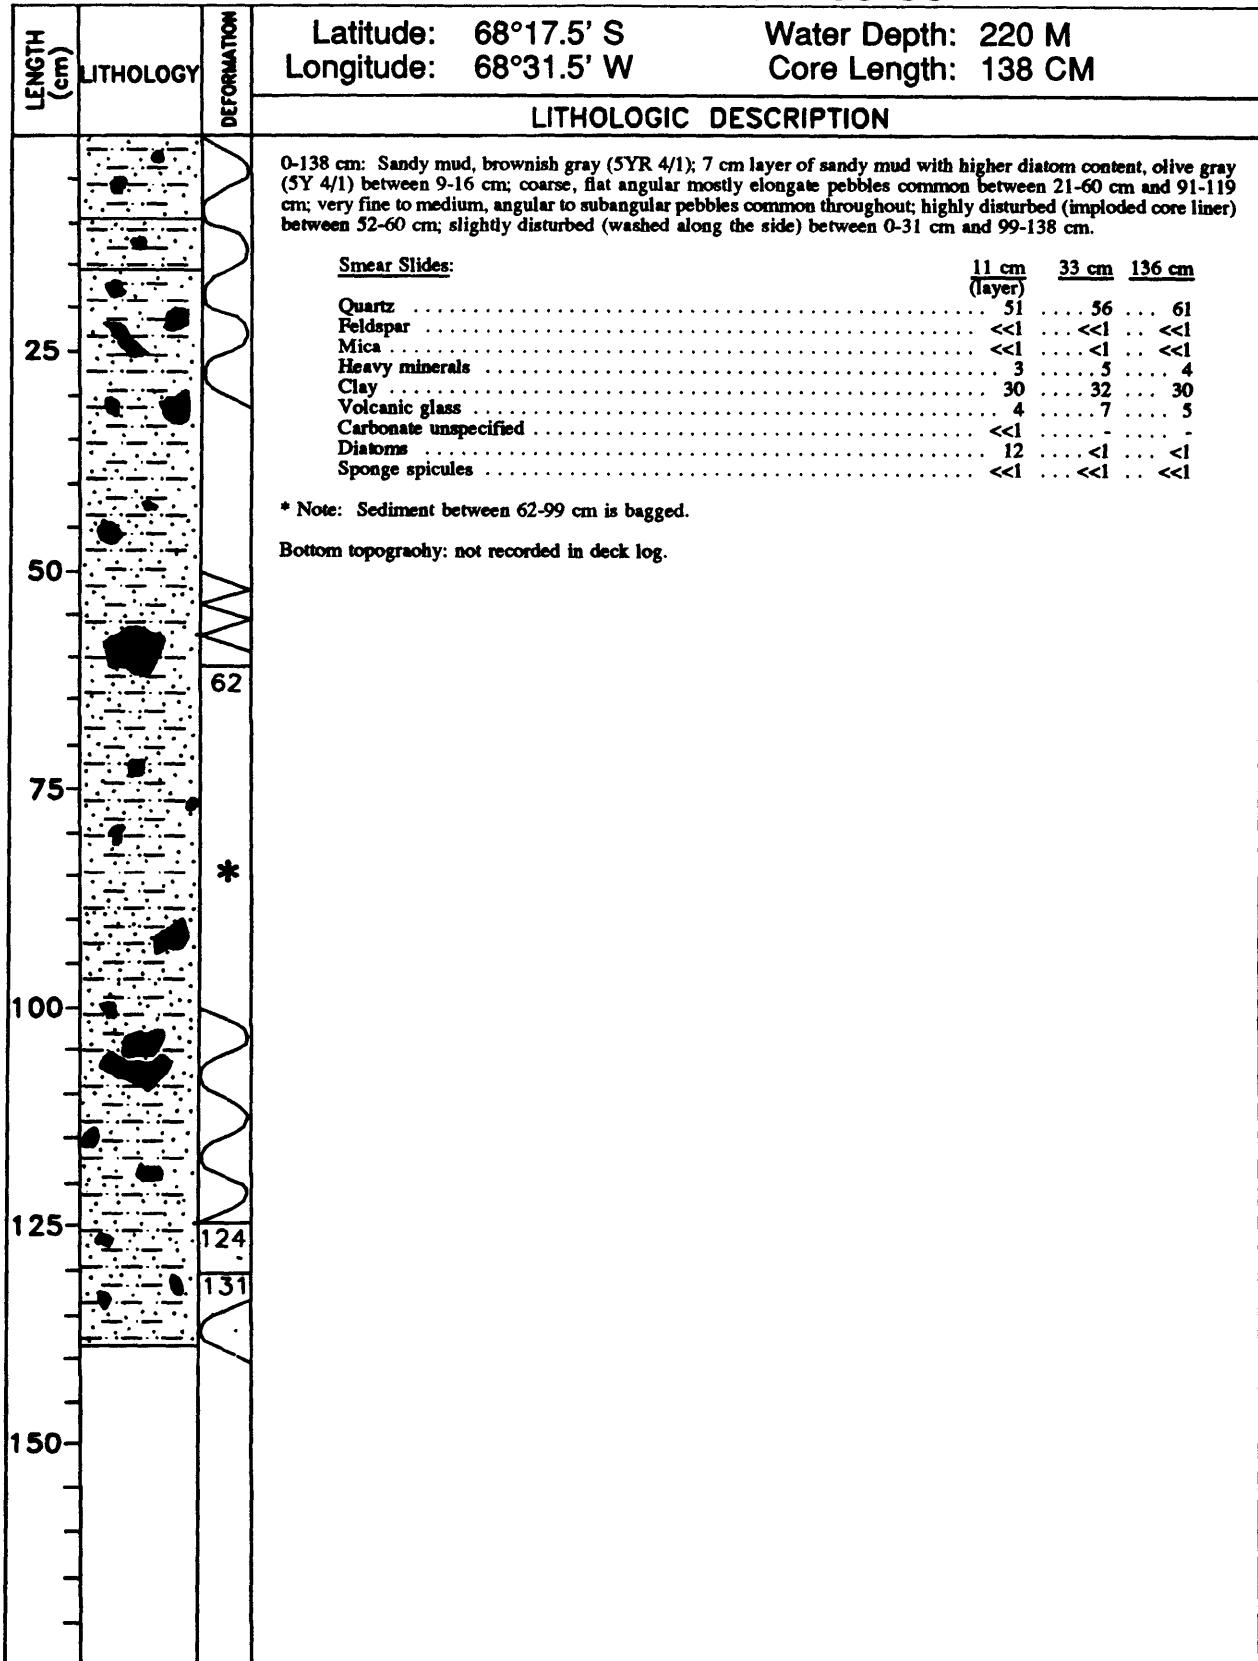 LENGTH (cm)
LITHOLOGY
DEFORMATION
Latitude: 68°17.5' S Water Depth: 220 M
Longitude: 68°31.5' W Core Length: 138 CM
LITHOLOGIC DESCRIPTION
0-138 cm: Sandy mud, brownish gray (5YR 4/1); 7 cm layer of sandy mud with higher diatom content, olive gray
(5Y 4/1) between 9-16 cm; coarse, flat angular mostly elongate pebbles common between 21-60 cm and 91-119
cm; very fine to medium, angular to subangular pebbles common throughout; highly disturbed (imploded core liner)
between 52-60 cm; slightly disturbed (washed along the side) between 0-31 cm and 99-138 cm.
Smear Slides: 11 cm 33 cm 136 cm
(layer)
Quartz 51 56 61
Feldspar <<1 <<1 <<1
Mica <<1 <1 <<1
Heavy minerals 3 5 4
Clay 30 32 30
Volcanic glass 4 7 5
Carbonate unspecified <<1 - -
Diatoms 12 <1 <1
Sponge spicules <<1 <<1 <<1
* Note: Sediment between 62-99 cm is bagged.
Bottom topograohy: not recorded in deck log.
25
50
62
75
*
100
125
124
131
150